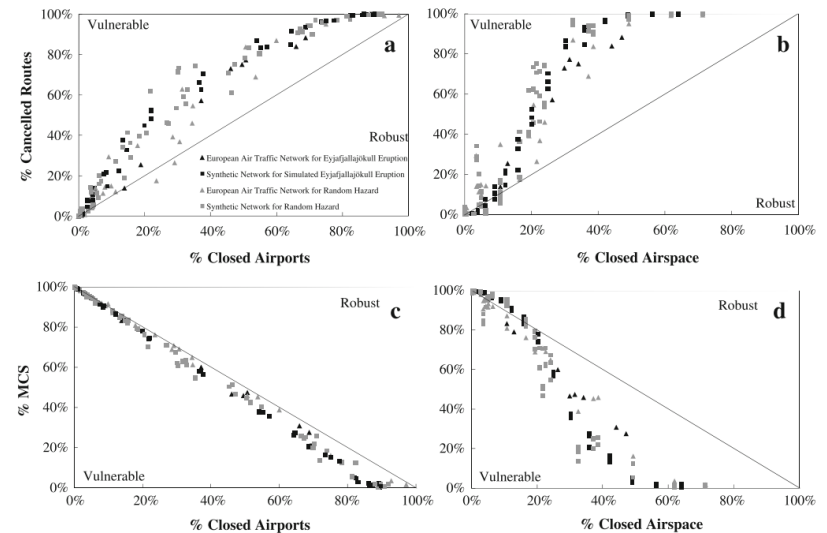 100%
80%
60%
40%
20%
0%
% Cancelled Routes
Vulnerable
a
Robust
▲ European Air Traffic Network for Eyjafjallajökull Eruption
■ Synthetic Network for Simulated Eyjafjallajökull Eruption
▲ European Air Traffic Network for Random Hazard
■ Synthetic Network for Random Hazard
0% 20% 40% 60% 80% 100%
% Closed Airports
100%
80%
60%
40%
20%
0%
Vulnerable
b
Robust
0% 20% 40% 60% 80% 100%
% Closed Airspace
100%
80%
60%
40%
20%
0%
% MCS
Robust
c
Vulnerable
0% 20% 40% 60% 80% 100%
% Closed Airports
100%
80%
60%
40%
20%
0%
Robust
d
Vulnerable
0% 20% 40% 60% 80% 100%
% Closed Airspace